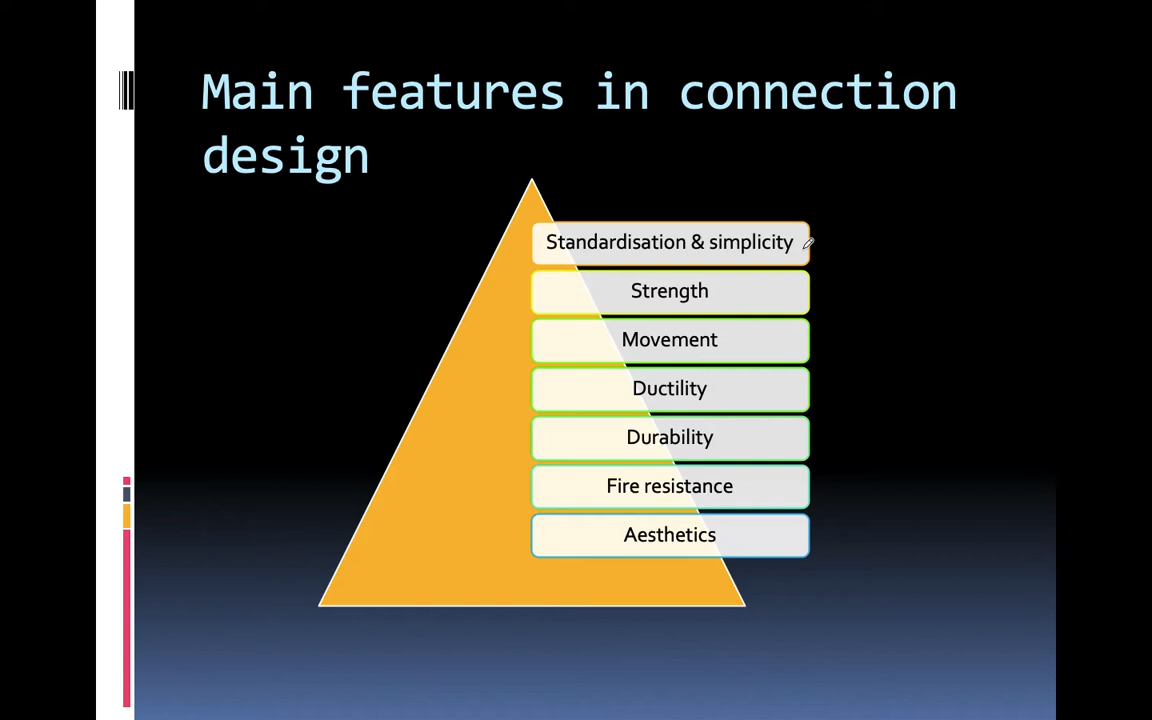 Main features in connection
design
Standardisation & simplicity
Strength
Movement
Ductility
Durability
Fire resistance
Aesthetics